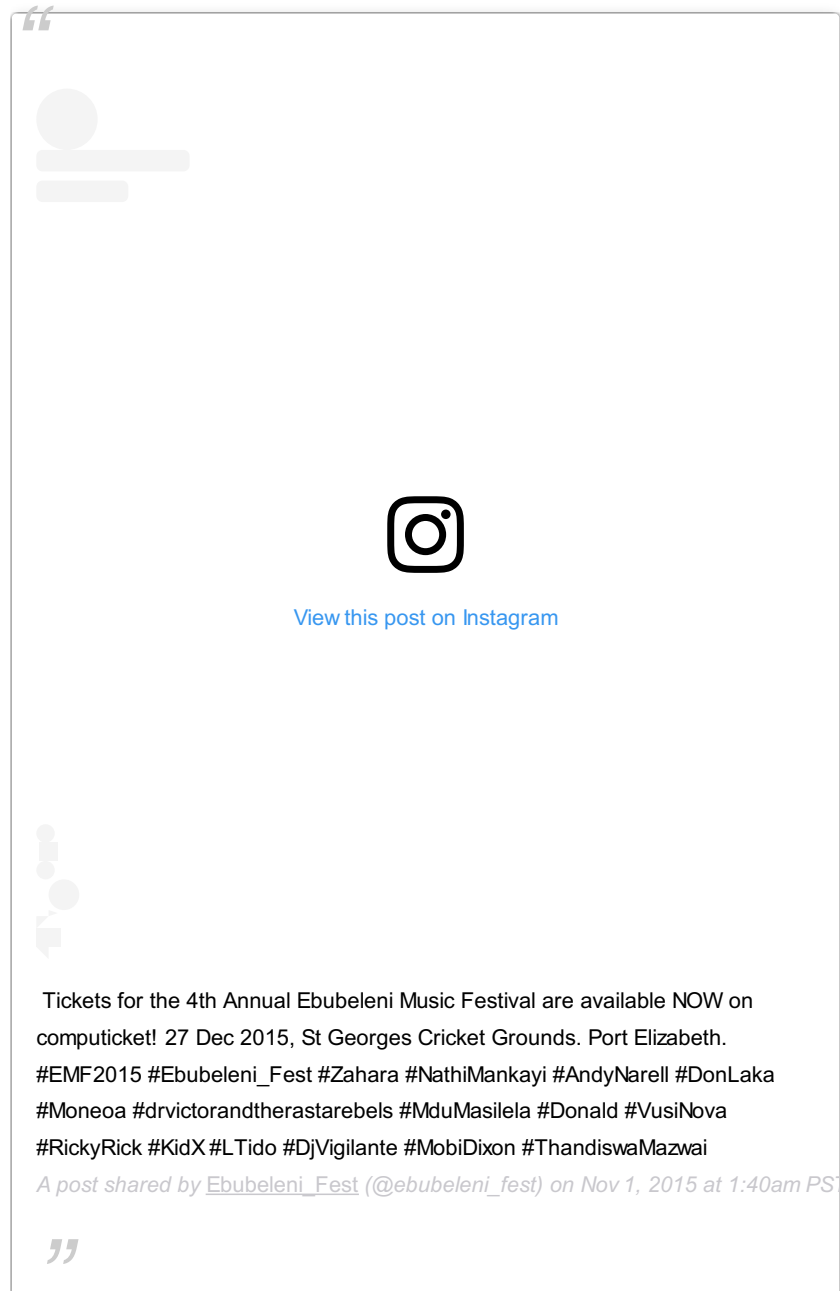 “
View this post on Instagram
Tickets for the 4th Annual Ebubeleni Music Festival are available NOW on
computicket! 27 Dec 2015, St Georges Cricket Grounds. Port Elizabeth.
#EMF2015 #Ebubeleni_Fest #Zahara #NathiMankayi #AndyNarell #DonLaka
#Moneoa #drvictorandtherastarebels #MduMasilela #Donald #VusiNova
#RickyRick #KidX #LTido #DjVigilante #MobiDixon #ThandiswaMazwai
A post shared by Ebubeleni_Fest (@ebubeleni_fest) on Nov 1, 2015 at 1:40am PST
”